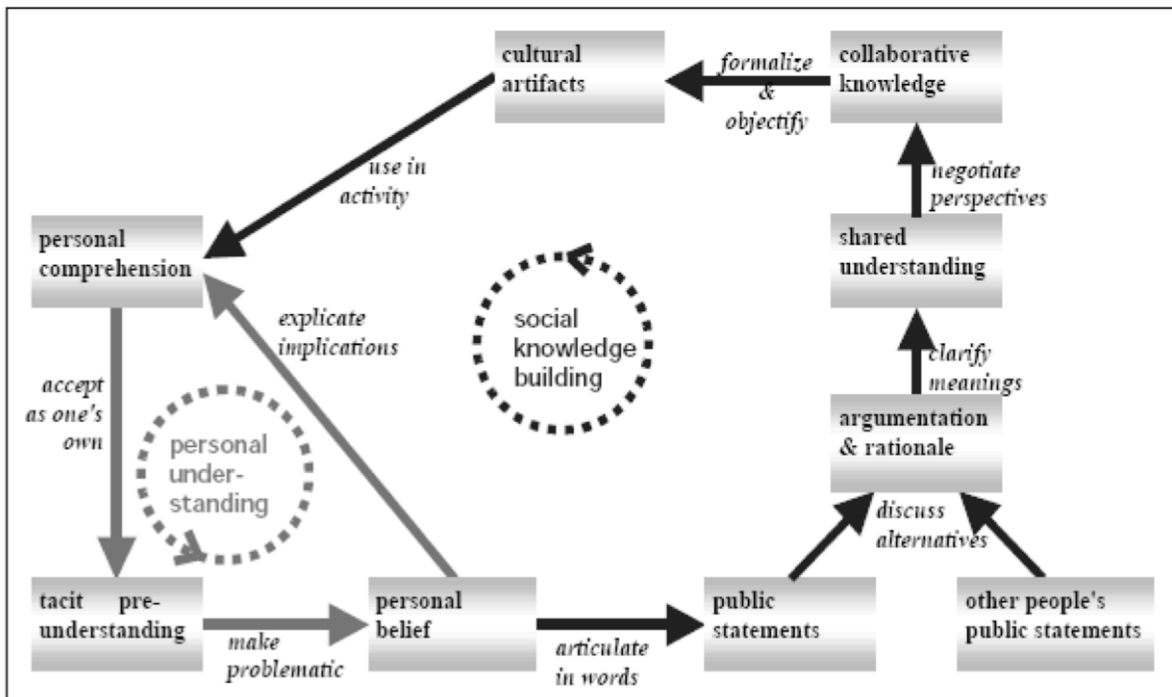 cultural
artifacts
formalize
&
objectify
collaborative
knowledge
use in
activity
negotiate
perspectives
personal
comprehension
shared
understanding
explicate
implications
social
knowledge
building
clarify
meanings
accept
as one's
own
personal
under-
standing
argumentation
& rationale
discuss
alternatives
tacit pre-
understanding
make
problematic
personal
belief
articulate
in words
public
statements
other people's
public statements